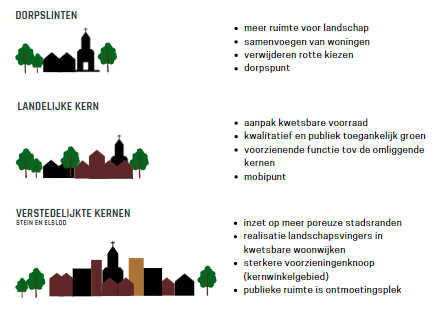 DORPSLINTEN
• meer ruimte voor landschap
• samenvoegen van woningen
• verwijderen rotte kiezen
• dorpspunt
LANDELIJKE KERN
• aanpak kwetsbare voorraad
• kwalitatief en publiek toegankelijk groen
• voorzienende functie tov de omliggende
kernen
• mobipunt
VERSTEDELIJKTE KERNEN
STEIN EN ELSLOO
• inzet op meer poreuze stadsranden
• realisatie landschapsvingers in
kwetsbare woonwijken
• sterkere voorzieningenknoop
(kernwinkelgebied)
• publieke ruimte is ontmoetingsplek